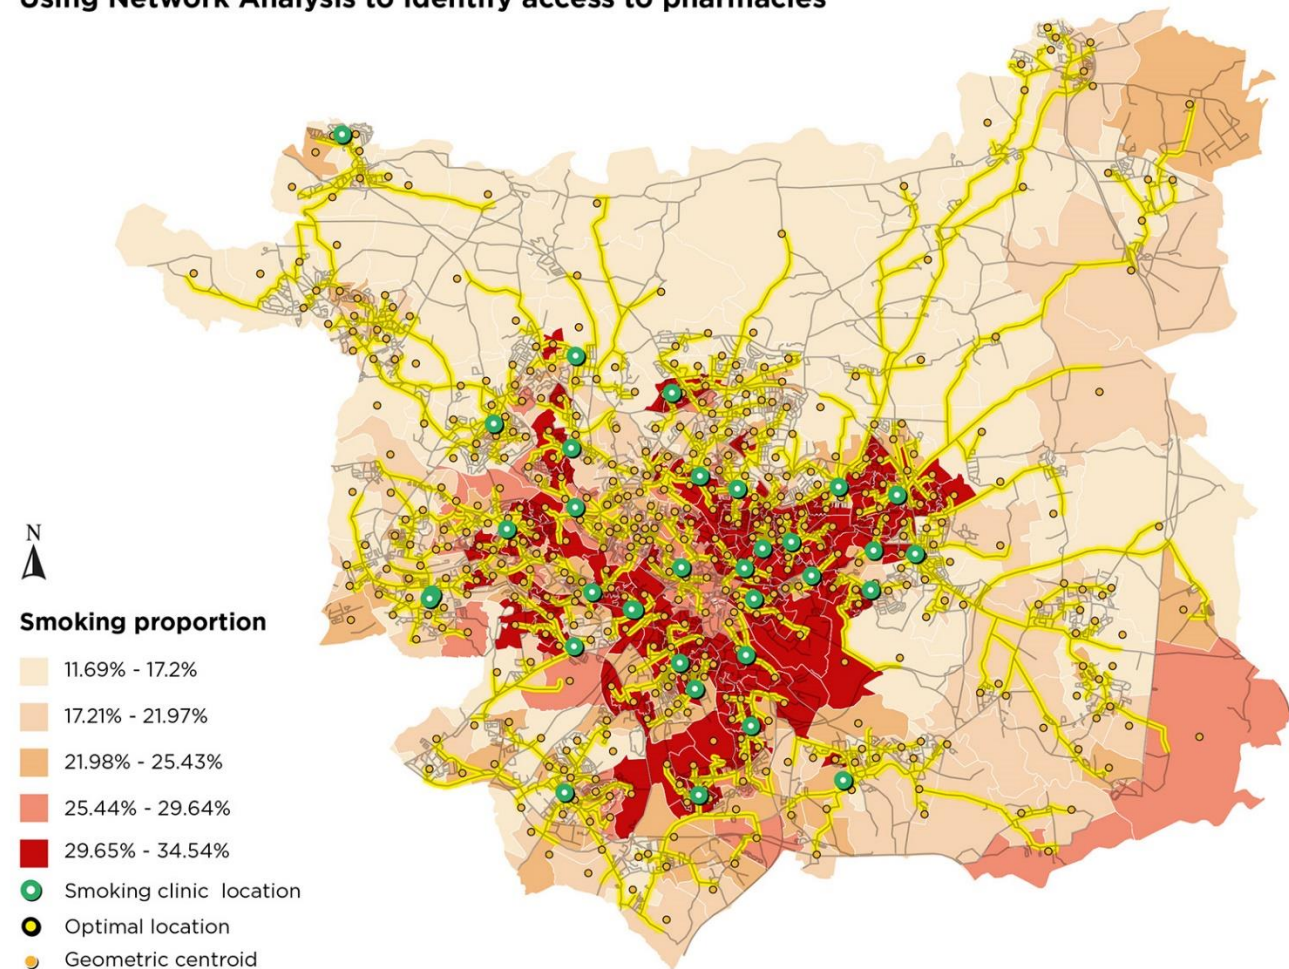 Using Network Analysis to identify access to pharmacies
N
Smoking proportion
11.69% - 17.2%
17.21% - 21.97%
21.98% - 25.43%
25.44% - 29.64%
29.65% - 34.54%
Smoking clinic location
Optimal location
Geometric centroid